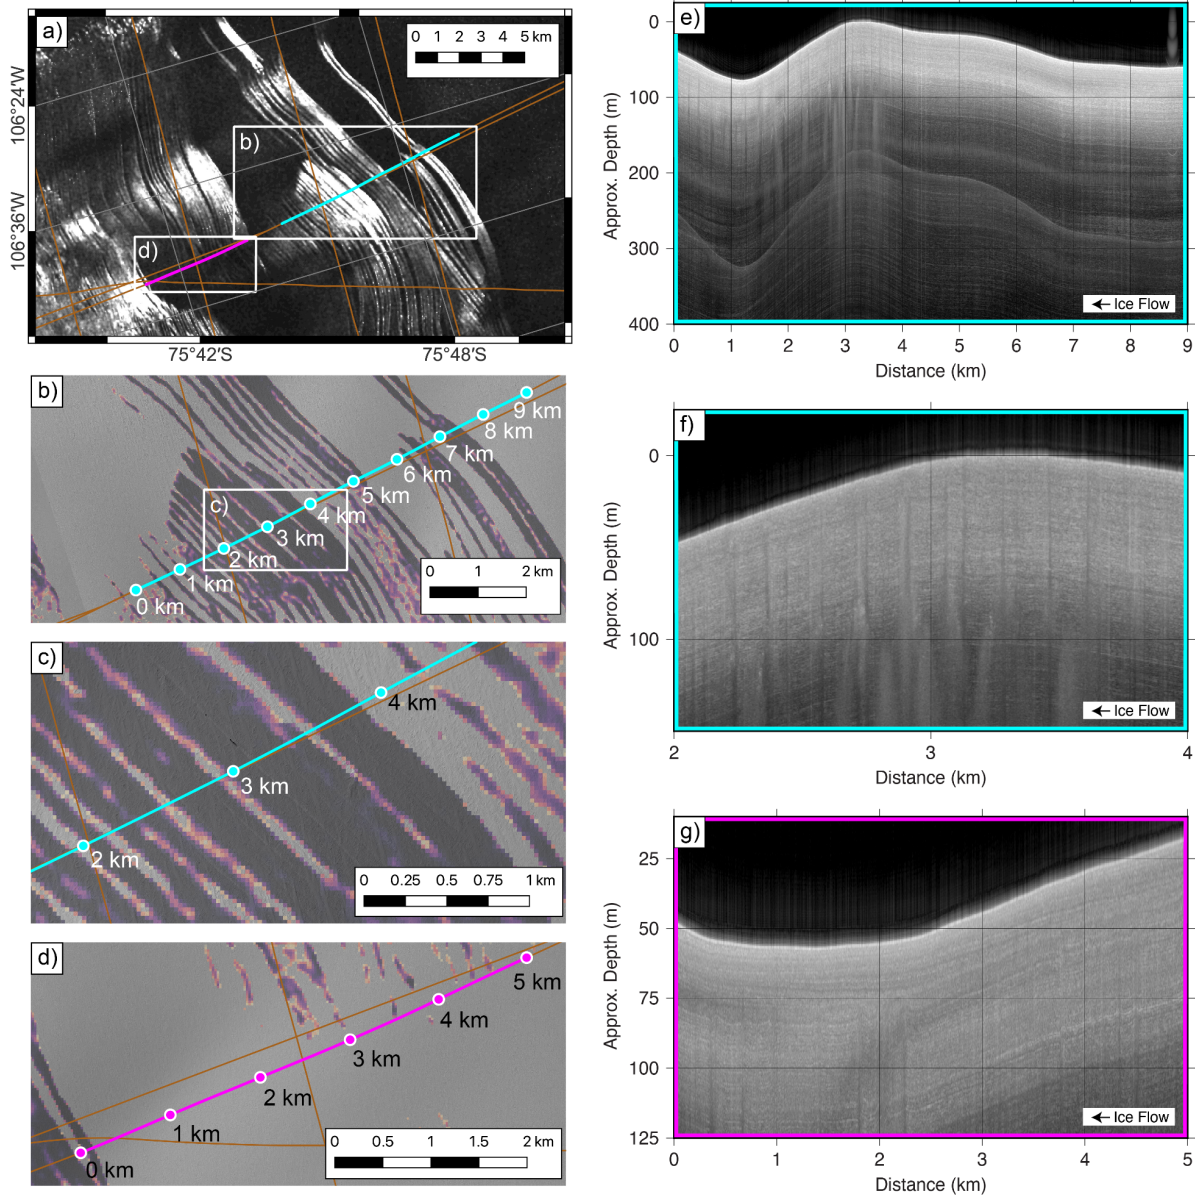 a)
0 1 2 3 4 5 km
106°24'W
106°36'W
b)
d)
75°42'S
75°48'S
b)
0 km
1 km
2 km
3 km
4 km
5 km
6 km
7 km
8 km
9 km
c)
0 1 2 km
c)
2 km
3 km
4 km
0 0.25 0.5 0.75 1 km
d)
0 km
1 km
2 km
3 km
4 km
5 km
0 0.5 1 1.5 2 km
e)
Approx. Depth (m)
0
100
200
300
400
← Ice Flow
0 1 2 3 4 5 6 7 8 9
Distance (km)
f)
Approx. Depth (m)
0
100
← Ice Flow
2 3 4
Distance (km)
g)
Approx. Depth (m)
25
50
75
100
125
← Ice Flow
0 1 2 3 4 5
Distance (km)